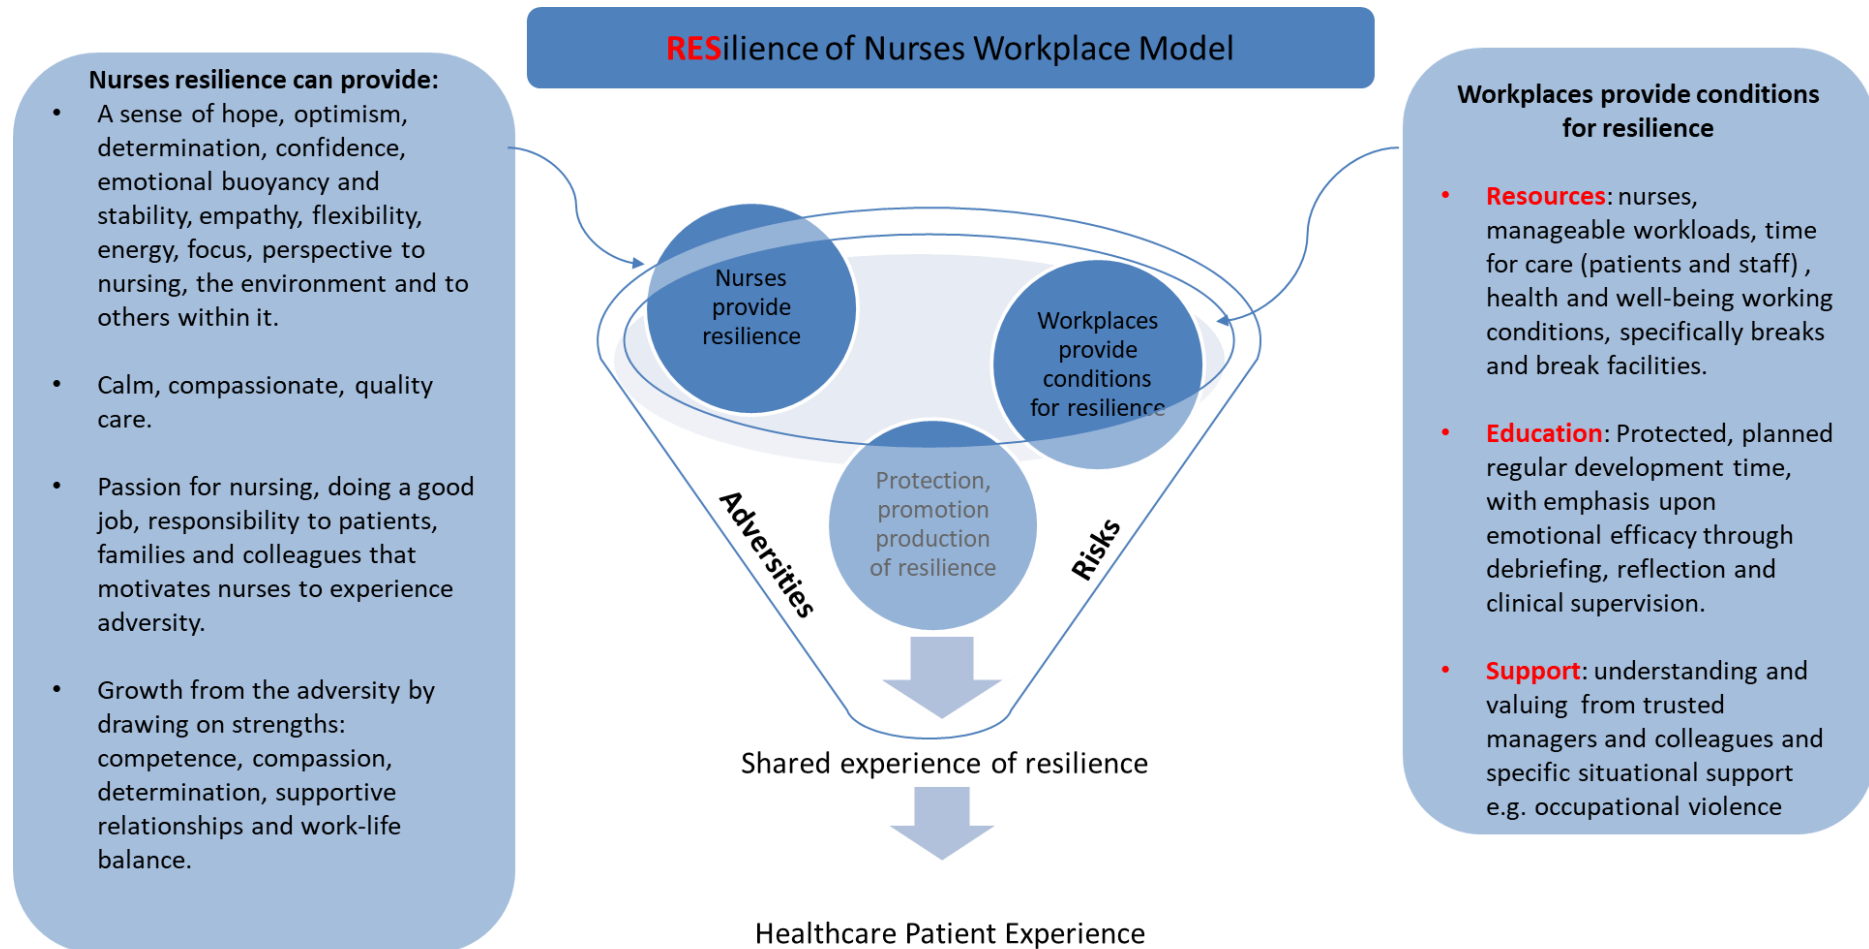 RESilience of Nurses Workplace Model
Nurses resilience can provide:
• A sense of hope, optimism,
determination, confidence,
emotional buoyancy and
stability, empathy, flexibility,
energy, focus, perspective to
nursing, the environment and to
others within it.
• Calm, compassionate, quality
care.
• Passion for nursing, doing a good
job, responsibility to patients,
families and colleagues that
motivates nurses to experience
adversity.
• Growth from the adversity by
drawing on strengths:
competence, compassion,
determination, supportive
relationships and work-life
balance.
Nurses
provide
resilience
Workplaces
provide
conditions
for resilience
Protection,
promotion
production
of resilience
Adversities
Risks
Shared experience of resilience
Healthcare Patient Experience
Workplaces provide conditions
for resilience
• Resources: nurses,
manageable workloads, time
for care (patients and staff) ,
health and well-being working
conditions, specifically breaks
and break facilities.
• Education: Protected, planned
regular development time,
with emphasis upon
emotional efficacy through
debriefing, reflection and
clinical supervision.
• Support: understanding and
valuing from trusted
managers and colleagues and
specific situational support
e.g. occupational violence